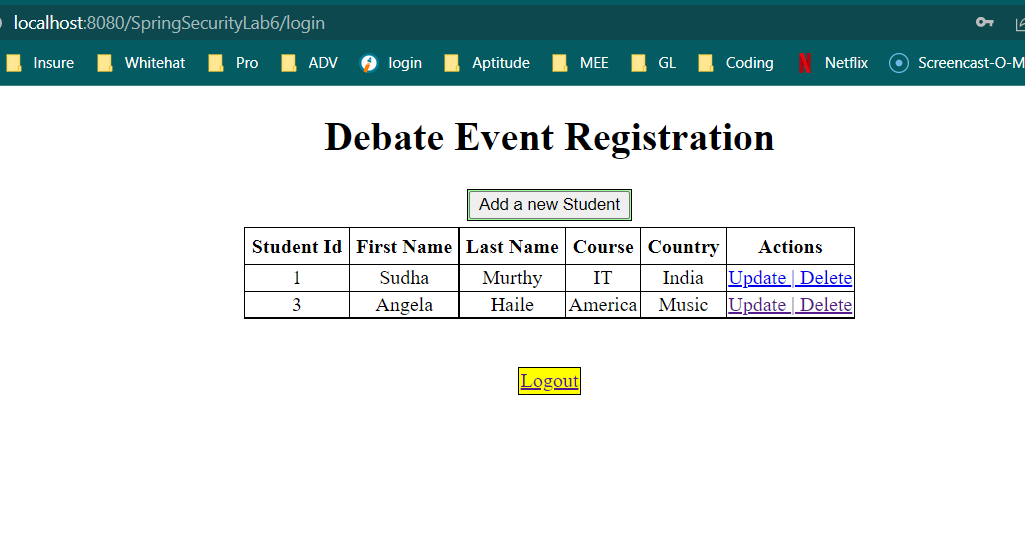 localhost:8080/SpringSecurityLab6/login
Insure Whitehat Pro ADV login Aptitude MEE GL Coding Netflix Screencast-O-M
Debate Event Registration
Add a new Student
Student Id First Name Last Name Course Country Actions
1 Sudha Murthy IT India Update | Delete
3 Angela Haile America Music Update | Delete
Logout